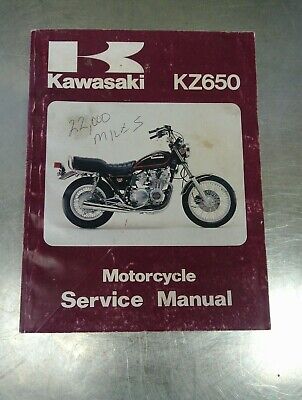 Kawasaki KZ650
22,000
MILES
Motorcycle
Service Manual